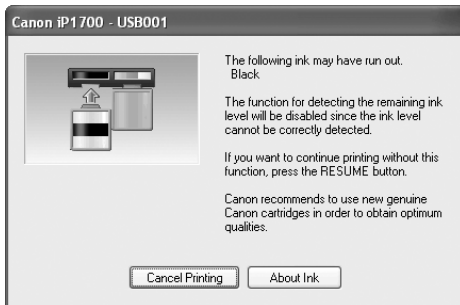 Canon iP1700 - USB001
The following ink may have run out.
Black
The function for detecting the remaining ink
level will be disabled since the ink level
cannot be correctly detected.
If you want to continue printing without this
function, press the RESUME button.
Canon recommends to use new genuine
Canon cartridges in order to obtain optimum
qualities.
Cancel Printing
About Ink